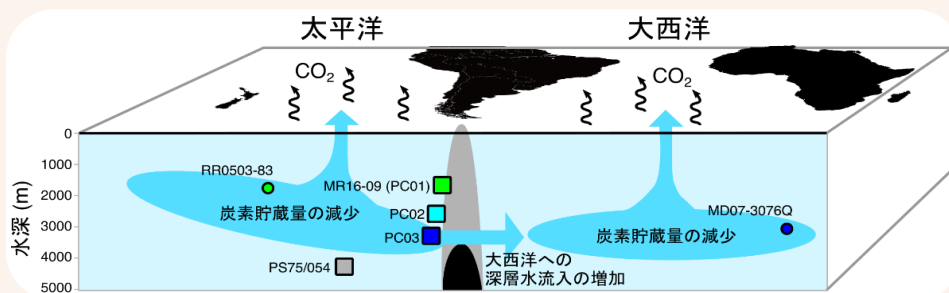 太平洋
大西洋
CO₂
CO₂
0
1000
2000
3000
4000
5000
水深 (m)
RR0503-83
炭素貯蔵量の減少
MR16-09 (PC01)
PC02
PC03
PS75/054
大西洋への
深層水流入の増加
炭素貯蔵量の減少
MD07-3076Q